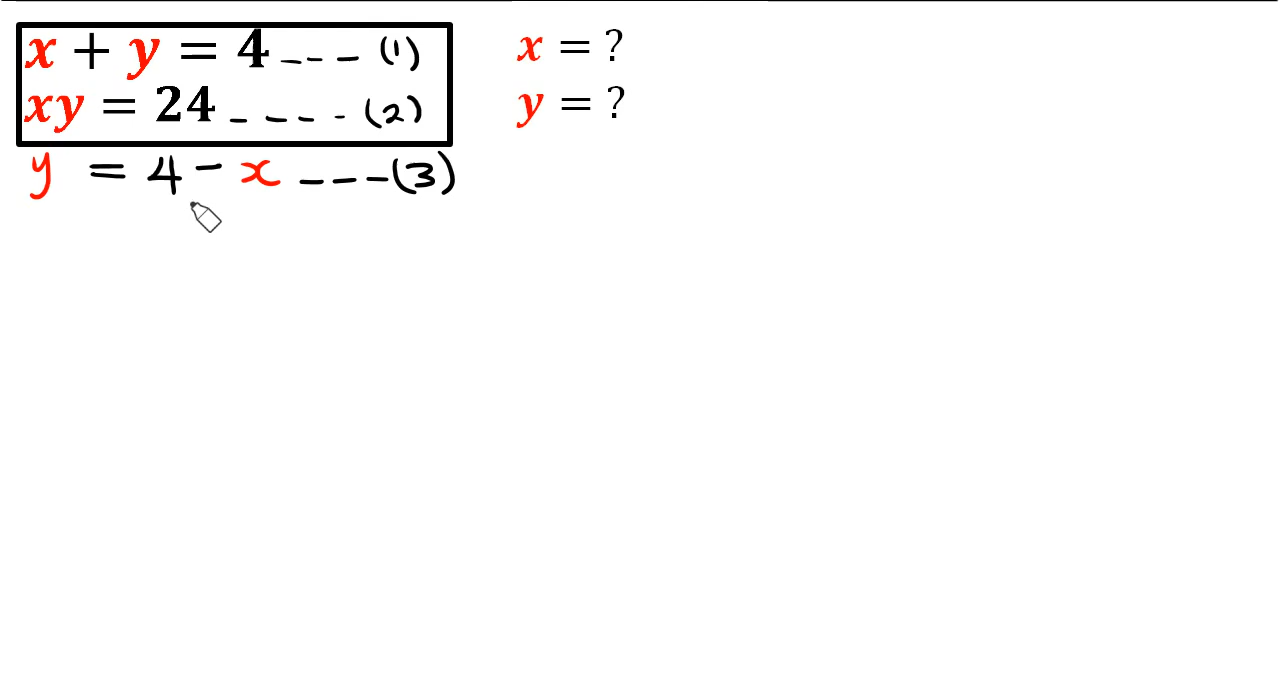 x + y = 4 --- (1)
xy = 24 ---- (2)
y = 4 - x --- (3)
x = ?
y = ?